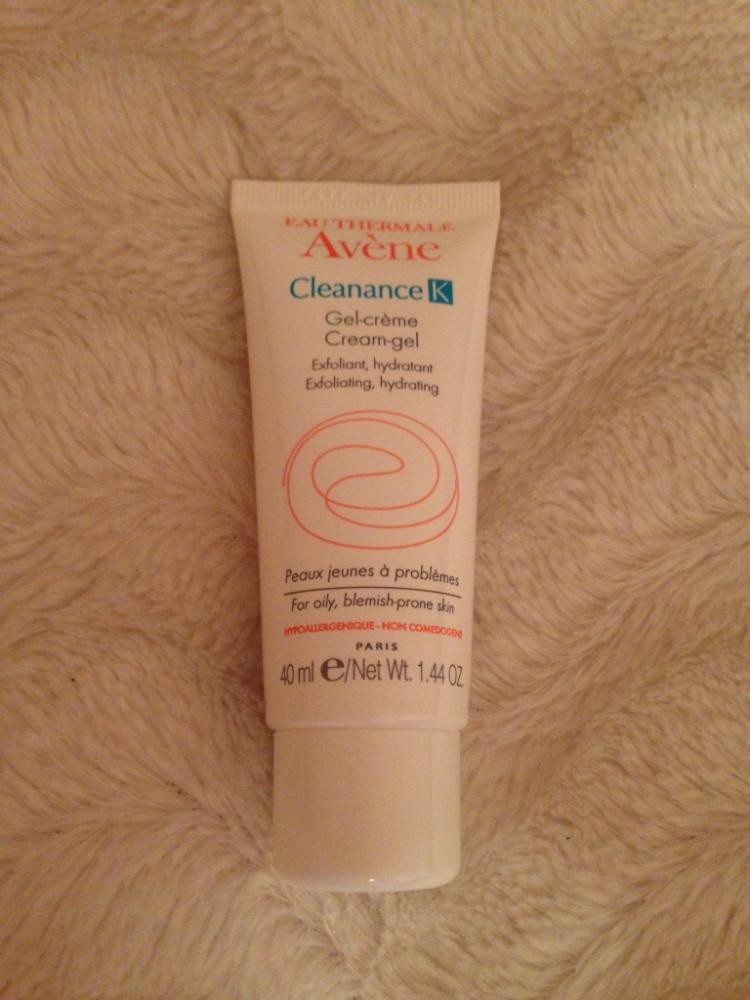 EAU THERMALE
Avène
Cleanance K
Gel-crème
Cream-gel
Exfoliant, hydratant
Exfoliating, hydrating
Peaux jeunes à problèmes
For oily, blemish-prone skin
HYPOALLERGENIQUE - NON COMEDOGENE
PARIS
40 ml e/Net Wt. 1.44 OZ.